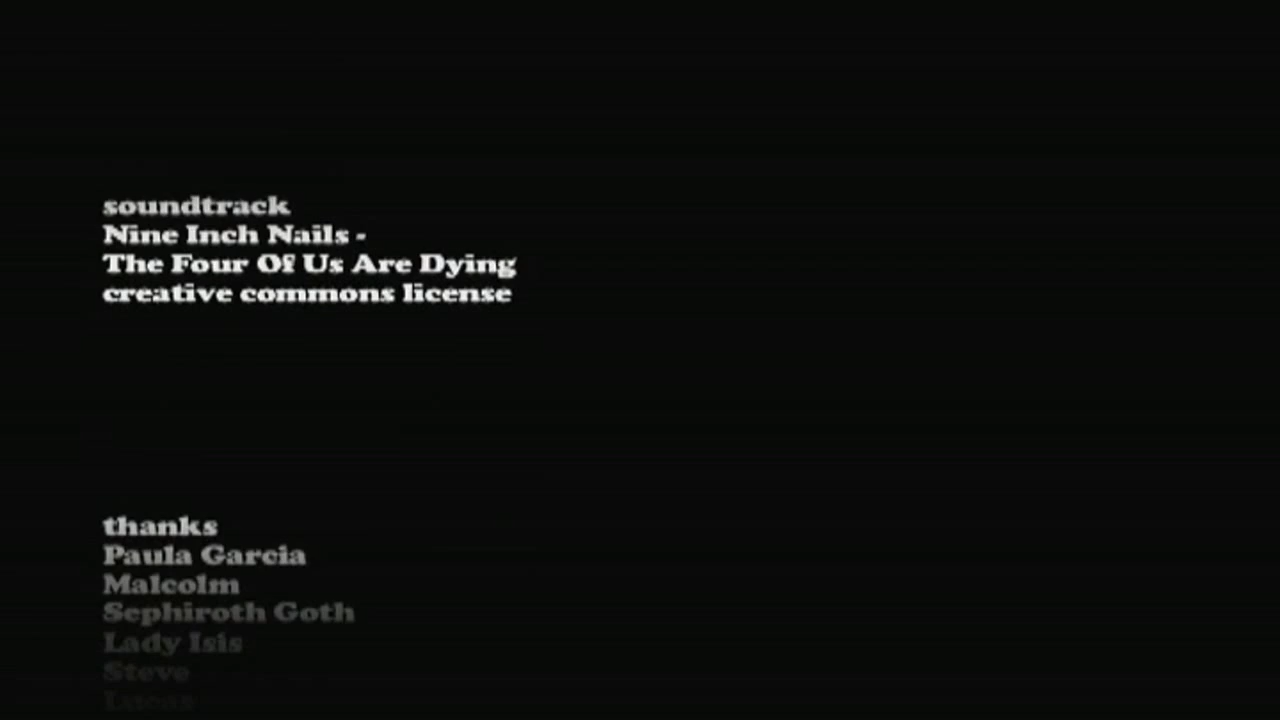 soundtrack
Nine Inch Nails -
The Four Of Us Are Dying
creative commons license
thanks
Paula Garcia
Malcolm
Sephiroth Goth
Lady Isis
Steve
Lucas